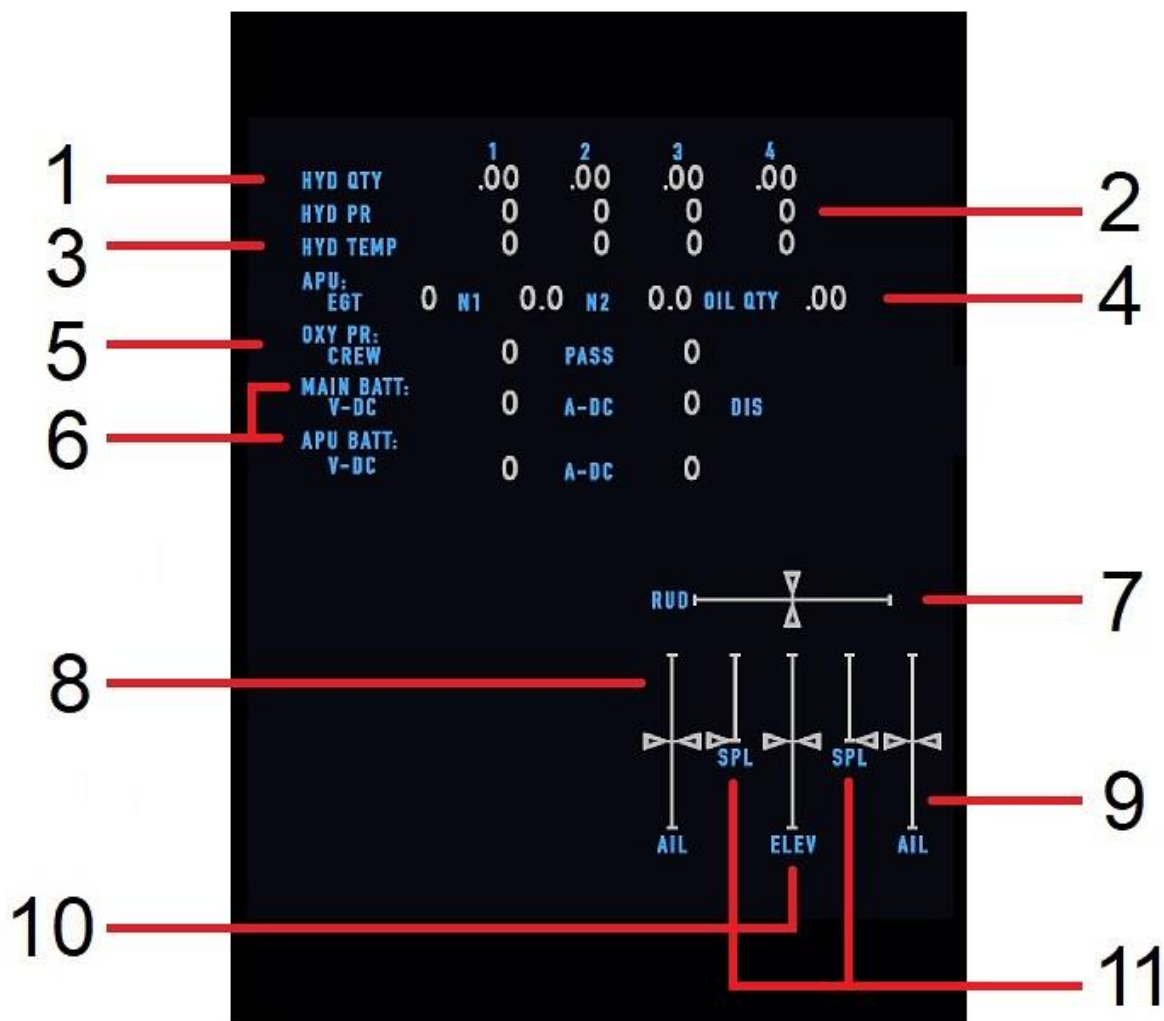 1 2 3 4
1 HYD QTY .00 .00 .00 .00
HYD PR 0 0 0 0 2
3 HYD TEMP 0 0 0 0
APU:
EGT 0 N1 0.0 N2 0.0 OIL QTY .00 4
5 OXY PR:
CREW 0 PASS 0
MAIN BATT:
V-DC 0 A-DC 0 DIS
6 APU BATT:
V-DC 0 A-DC 0
RUD 7
8
SPL SPL
9
AIL ELEV AIL
10
11